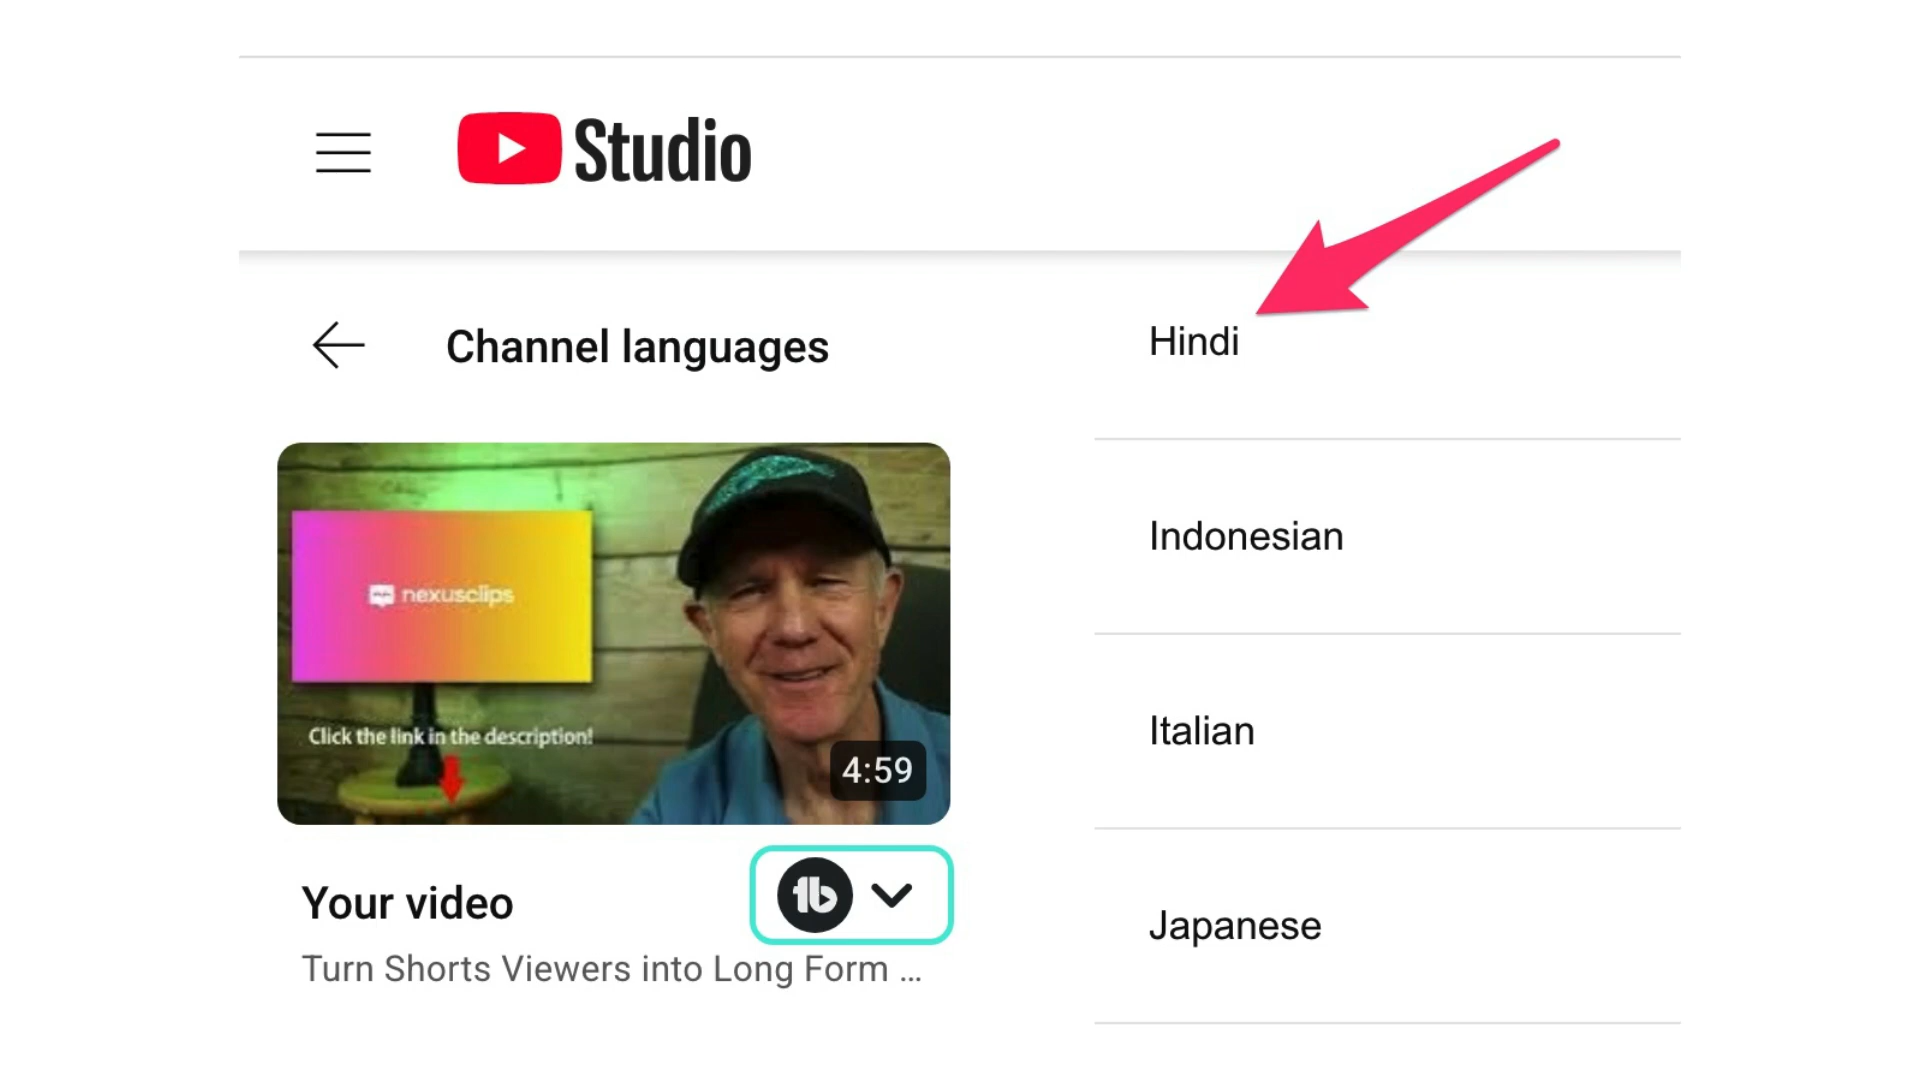 Studio
Channel languages
nexusclips
Click the link in the description!
4:59
Your video
tb
Turn Shorts Viewers into Long Form ...
Hindi
Indonesian
Italian
Japanese